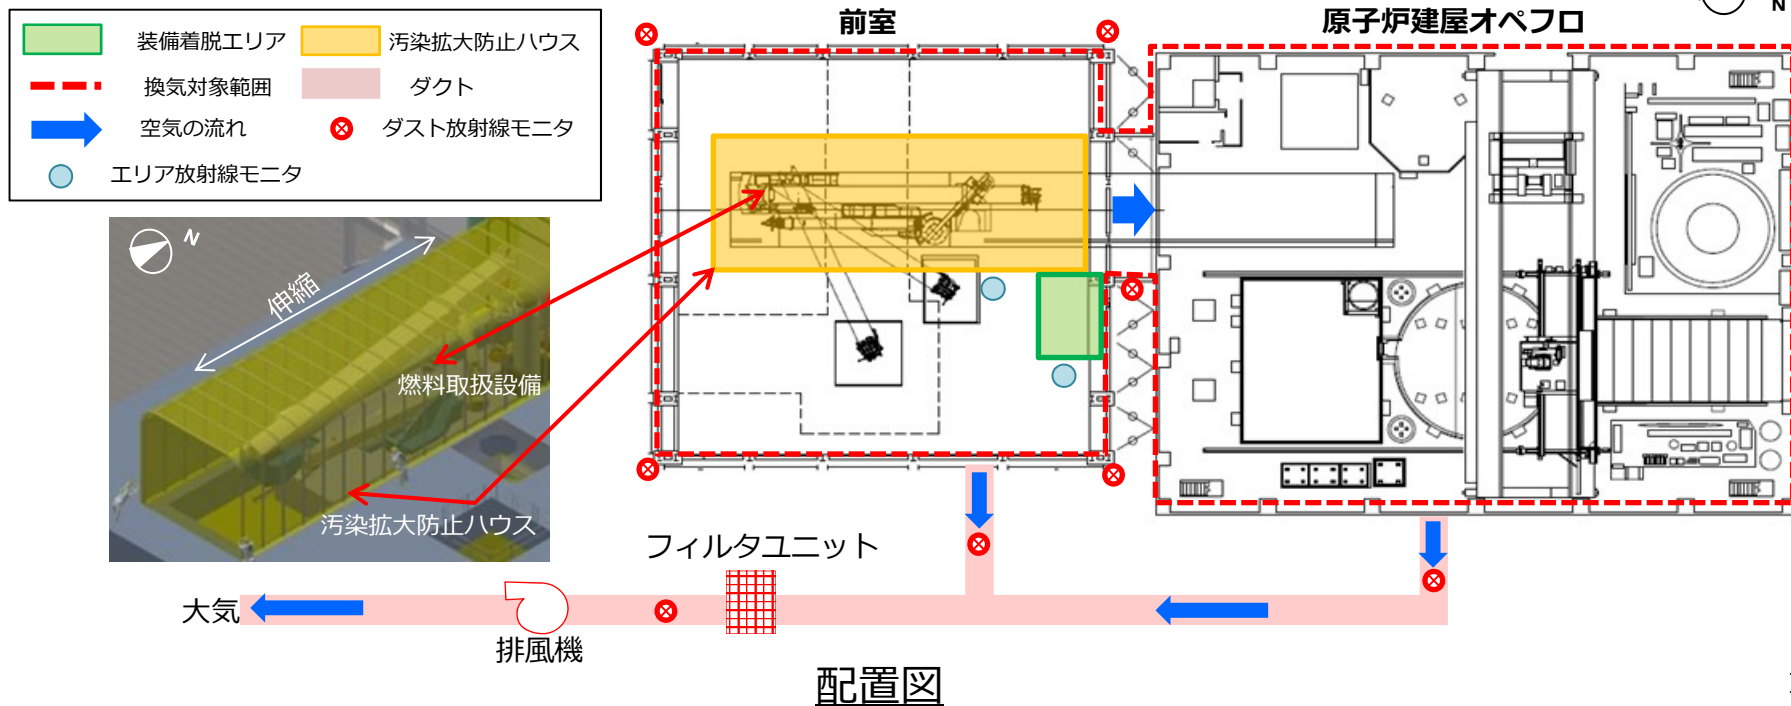 装備着脱エリア
汚染拡大防止ハウス
換気対象範囲
ダクト
空気の流れ
ダスト放射線モニタ
エリア放射線モニタ
前室
原子炉建屋オペフロ
N
N
伸縮
燃料取扱設備
汚染拡大防止ハウス
フィルタユニット
大気
排風機
配置図